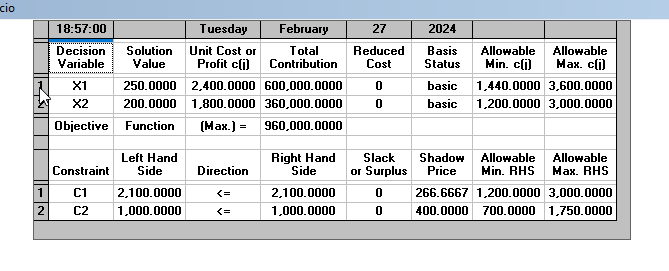 cio
18:57:00 Tuesday February 27 2024
Decision Variable Solution Value Unit Cost or Profit c(j) Total Contribution Reduced Cost Basis Status Allowable Min. c(j) Allowable Max. c(j)
1 X1 250.0000 2,400.0000 600,000.0000 0 basic 1,440.0000 3,600.0000
2 X2 200.0000 1,800.0000 360,000.0000 0 basic 1,200.0000 3,000.0000
Objective Function (Max.) = 960,000.0000
Constraint Left Hand Side Direction Right Hand Side Slack or Surplus Shadow Price Allowable Min. RHS Allowable Max. RHS
1 C1 2,100.0000 <= 2,100.0000 0 266.6667 1,200.0000 3,000.0000
2 C2 1,000.0000 <= 1,000.0000 0 400.0000 700.0000 1,750.0000